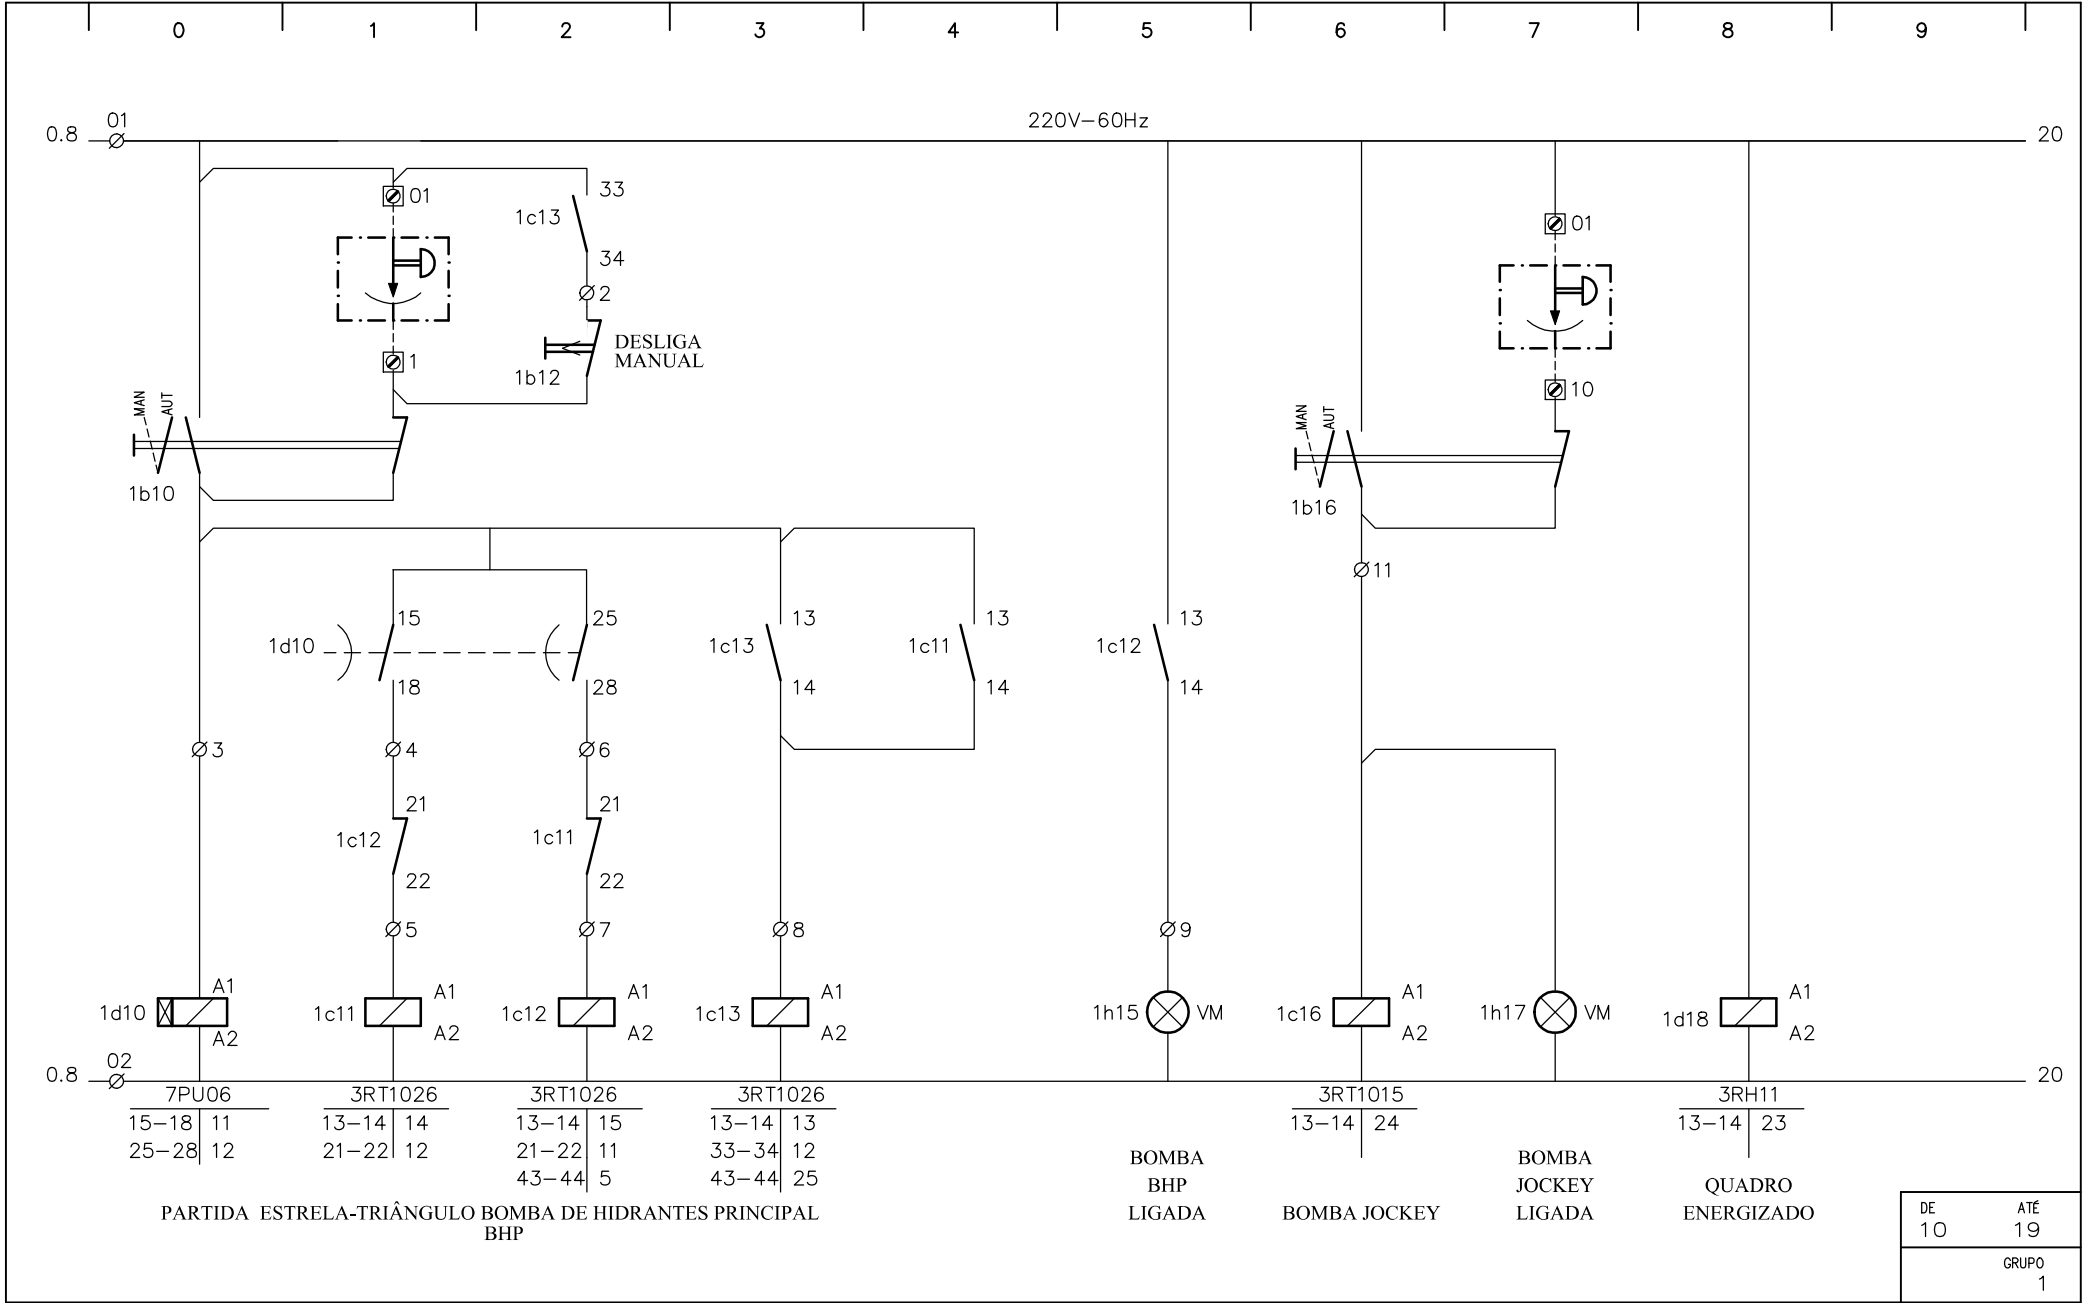 0 1 2 3 4 5 6 7 8 9
01
0.8
220V-60Hz
20
01
33
1c13
34
2
DESLIGA
MANUAL
1b12
1
MAN
AUT
1b10
01
10
MAN
AUT
1b16
11
1d10
15
18
25
28
1c13
13
14
1c11
13
14
1c12
13
14
3
4
6
1c12
21
22
1c11
21
22
5
7
8
9
1d10
A1
A2
1c11
A1
A2
1c12
A1
A2
1c13
A1
A2
1h15
VM
1c16
A1
A2
1h17
VM
1d18
A1
A2
02
0.8
20
7PU06
15-18 11
25-28 12
3RT1026
13-14 14
21-22 12
3RT1026
13-14 15
21-22 11
43-44 5
3RT1026
13-14 13
33-34 12
43-44 25
3RT1015
13-14 24
3RH11
13-14 23
PARTIDA ESTRELA-TRIÂNGULO BOMBA DE HIDRANTES PRINCIPAL
BHP
BOMBA
BHP
LIGADA
BOMBA JOCKEY
BOMBA
JOCKEY
LIGADA
QUADRO
ENERGIZADO
DE ATÉ
10 19
GRUPO
1